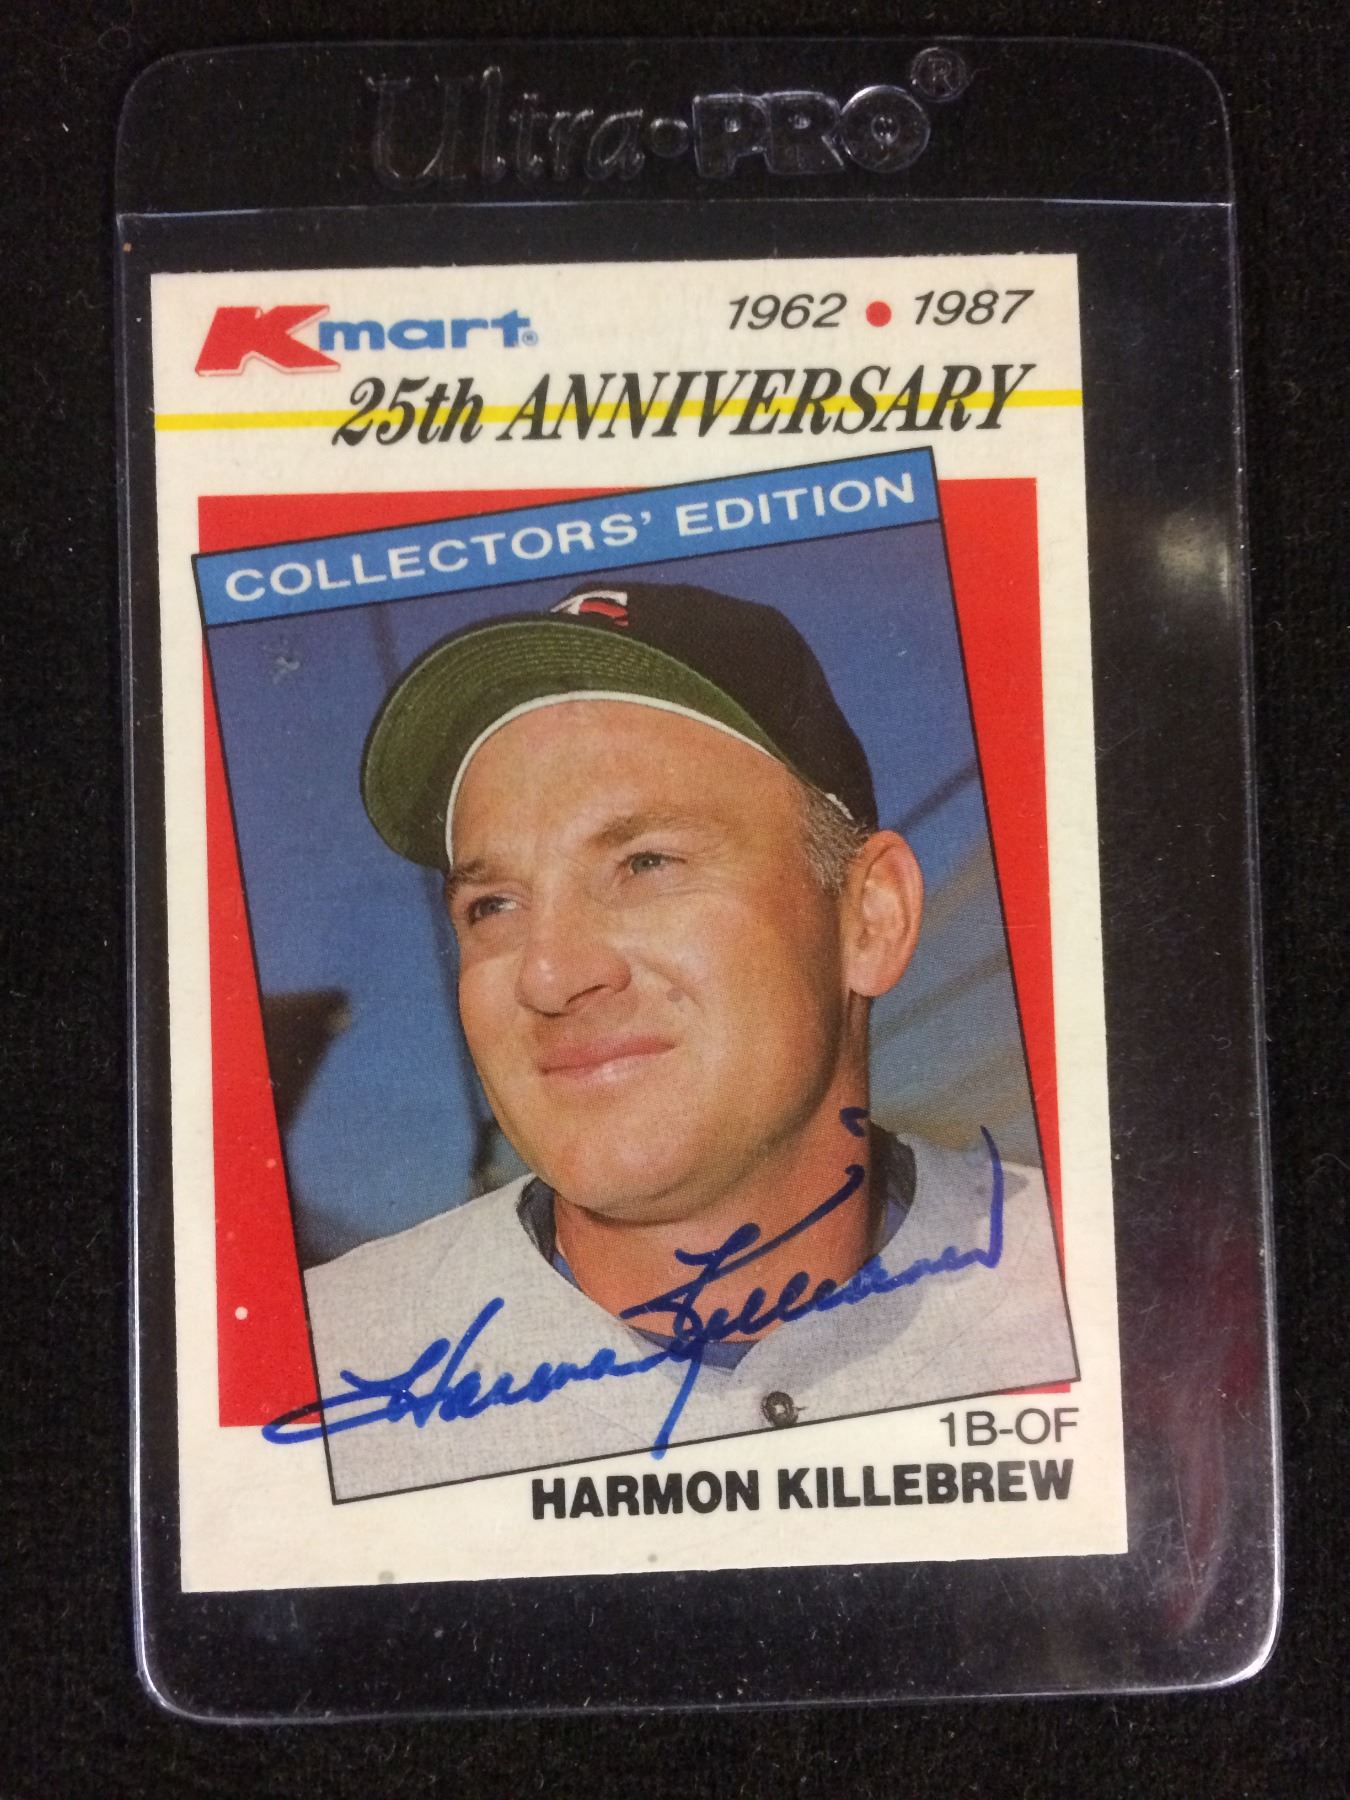 Ultra•PRO®
Kmart® 1962 • 1987
25th ANNIVERSARY
COLLECTORS' EDITION
Harmon Killebrew
1B-OF
HARMON KILLEBREW